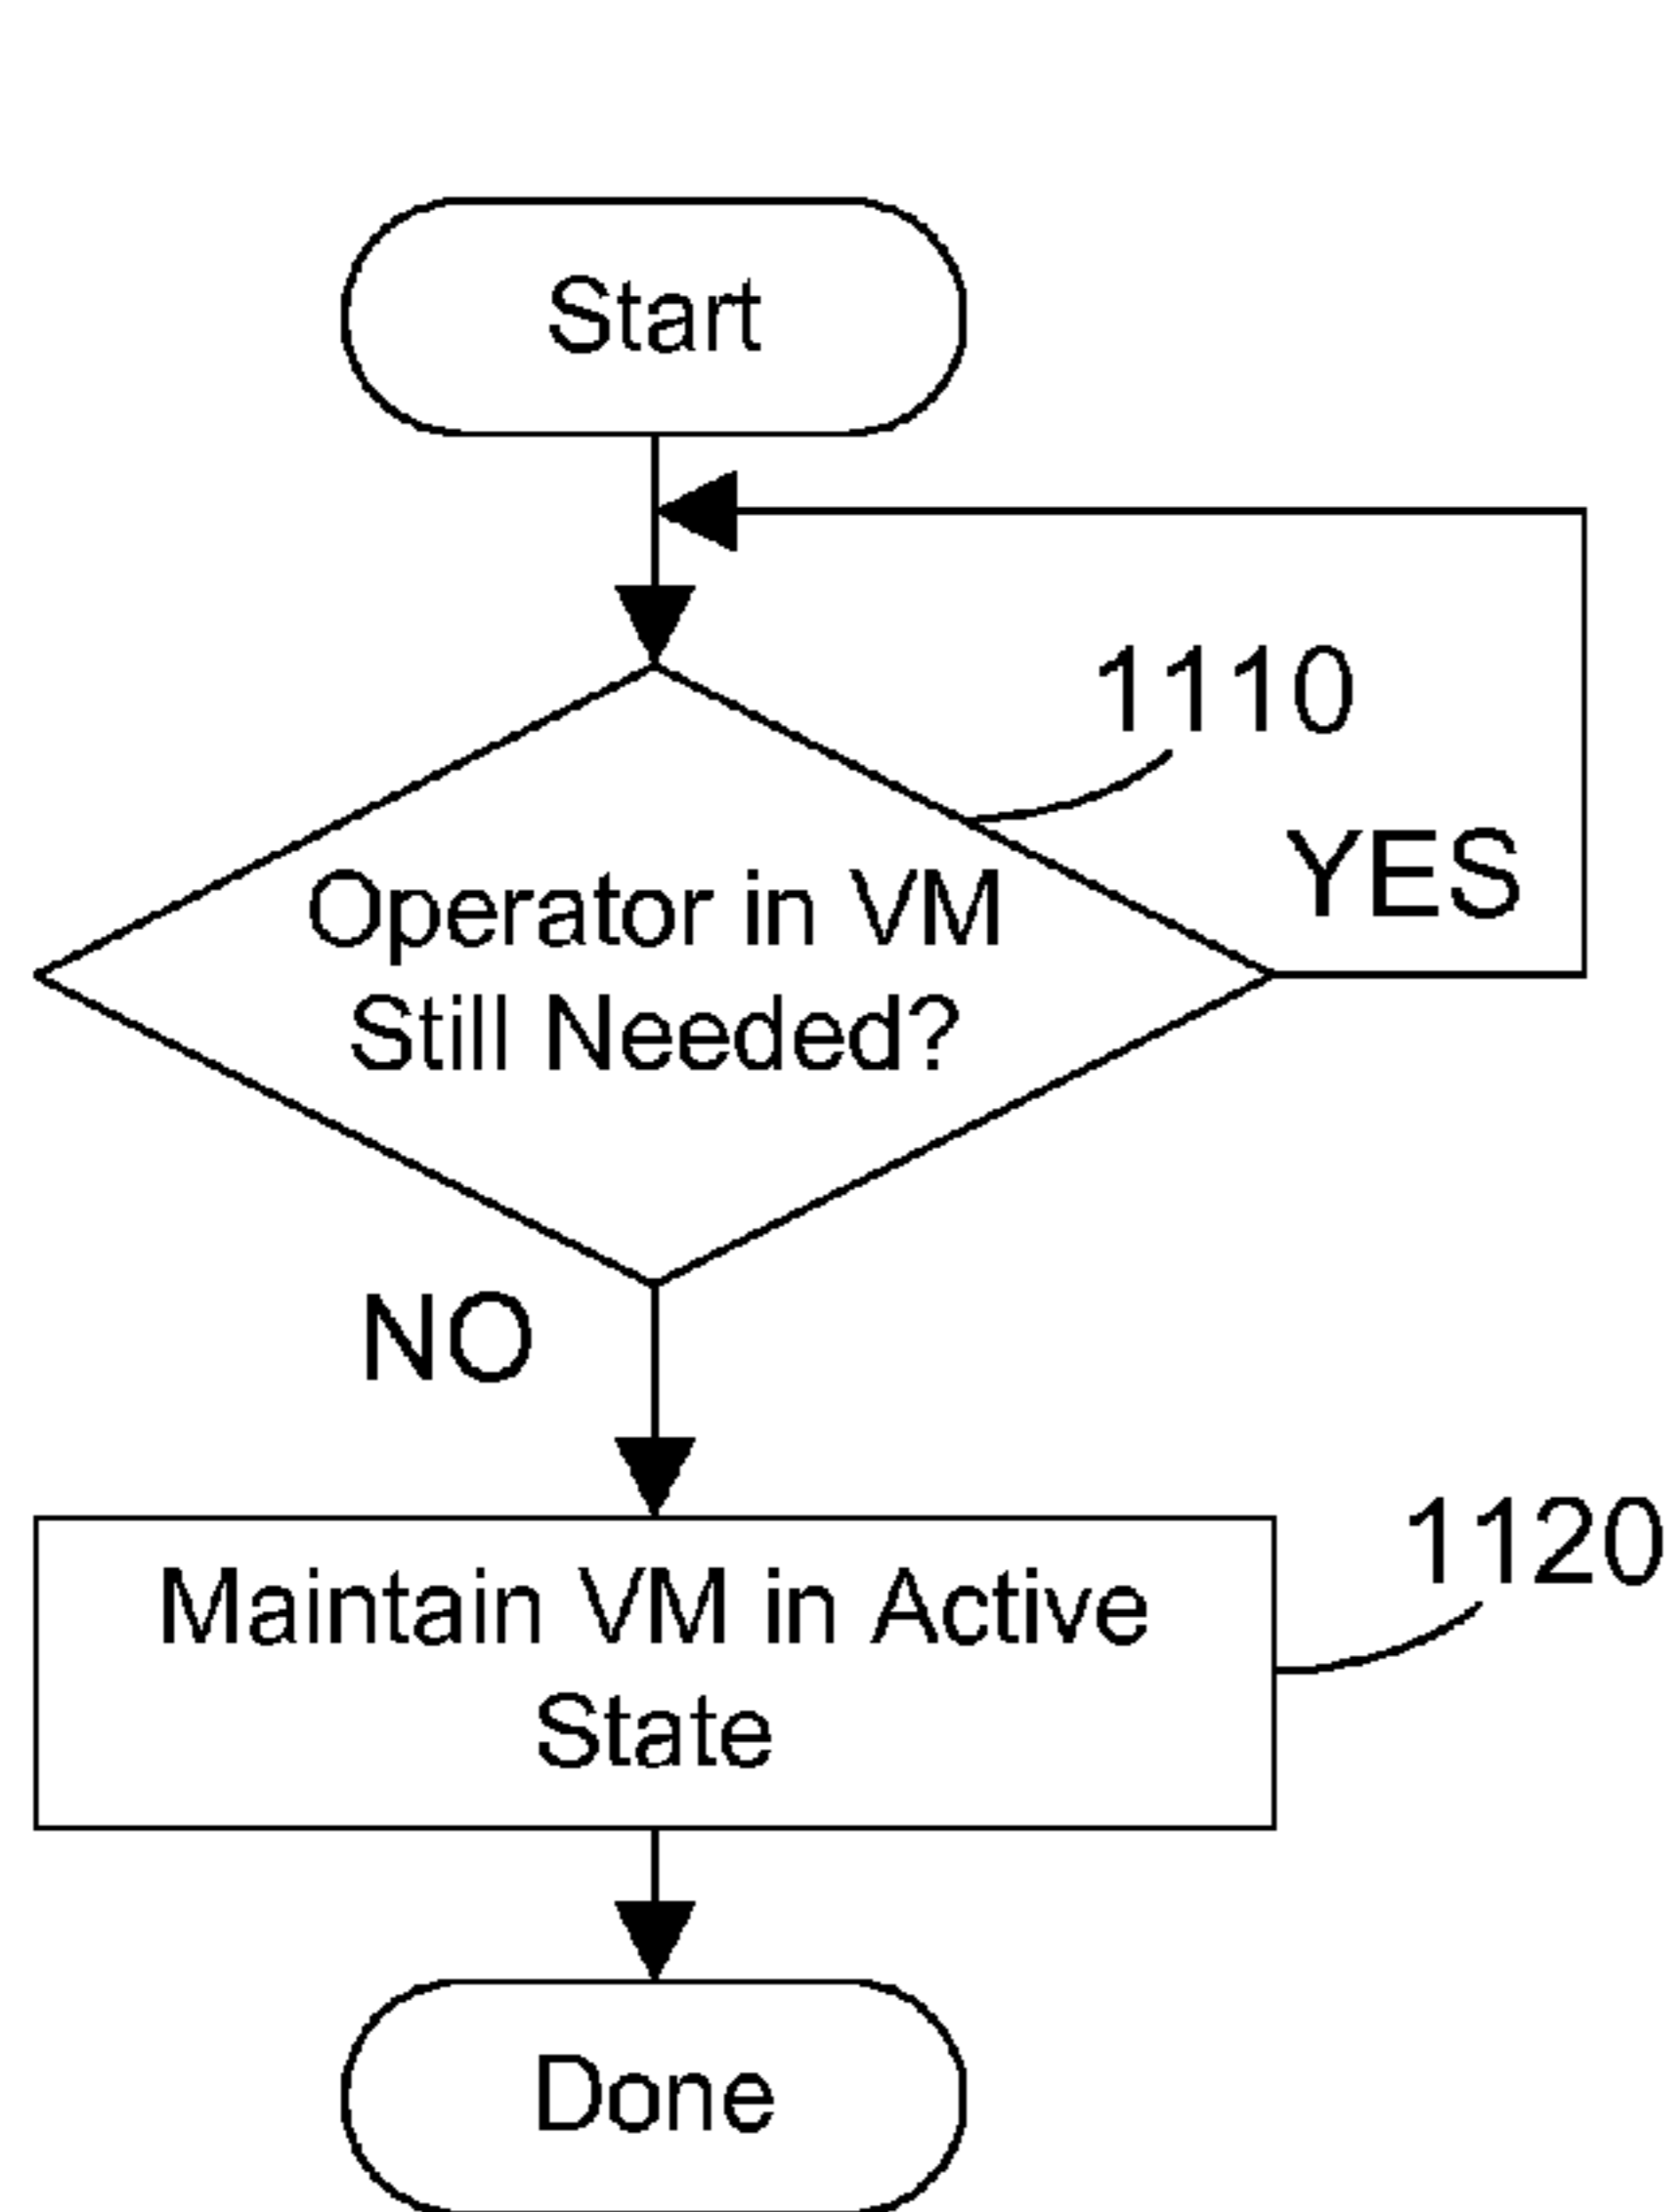 Start
1110
YES
Operator in VM
Still Needed?
NO
Maintain VM in Active
State
1120
Done